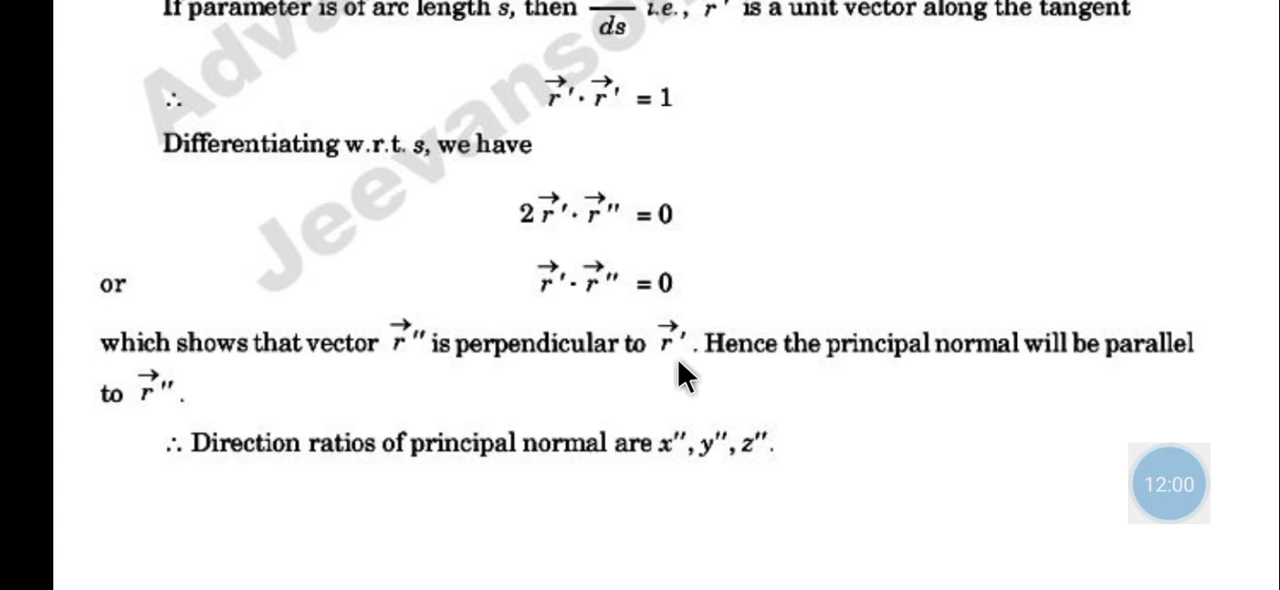 If parameter is of arc length s, then ds i.e., r⃗ ′ is a unit vector along the tangent
∴ r⃗ ′. r⃗ ′ = 1
Differentiating w.r.t. s, we have
2 r⃗ ′. r⃗ ″ = 0
or r⃗ ′. r⃗ ″ = 0
which shows that vector r⃗ ″ is perpendicular to r⃗ ′. Hence the principal normal will be parallel
to r⃗ ″.
∴ Direction ratios of principal normal are x″, y″, z″.
12:00
Jeevanso
Adva